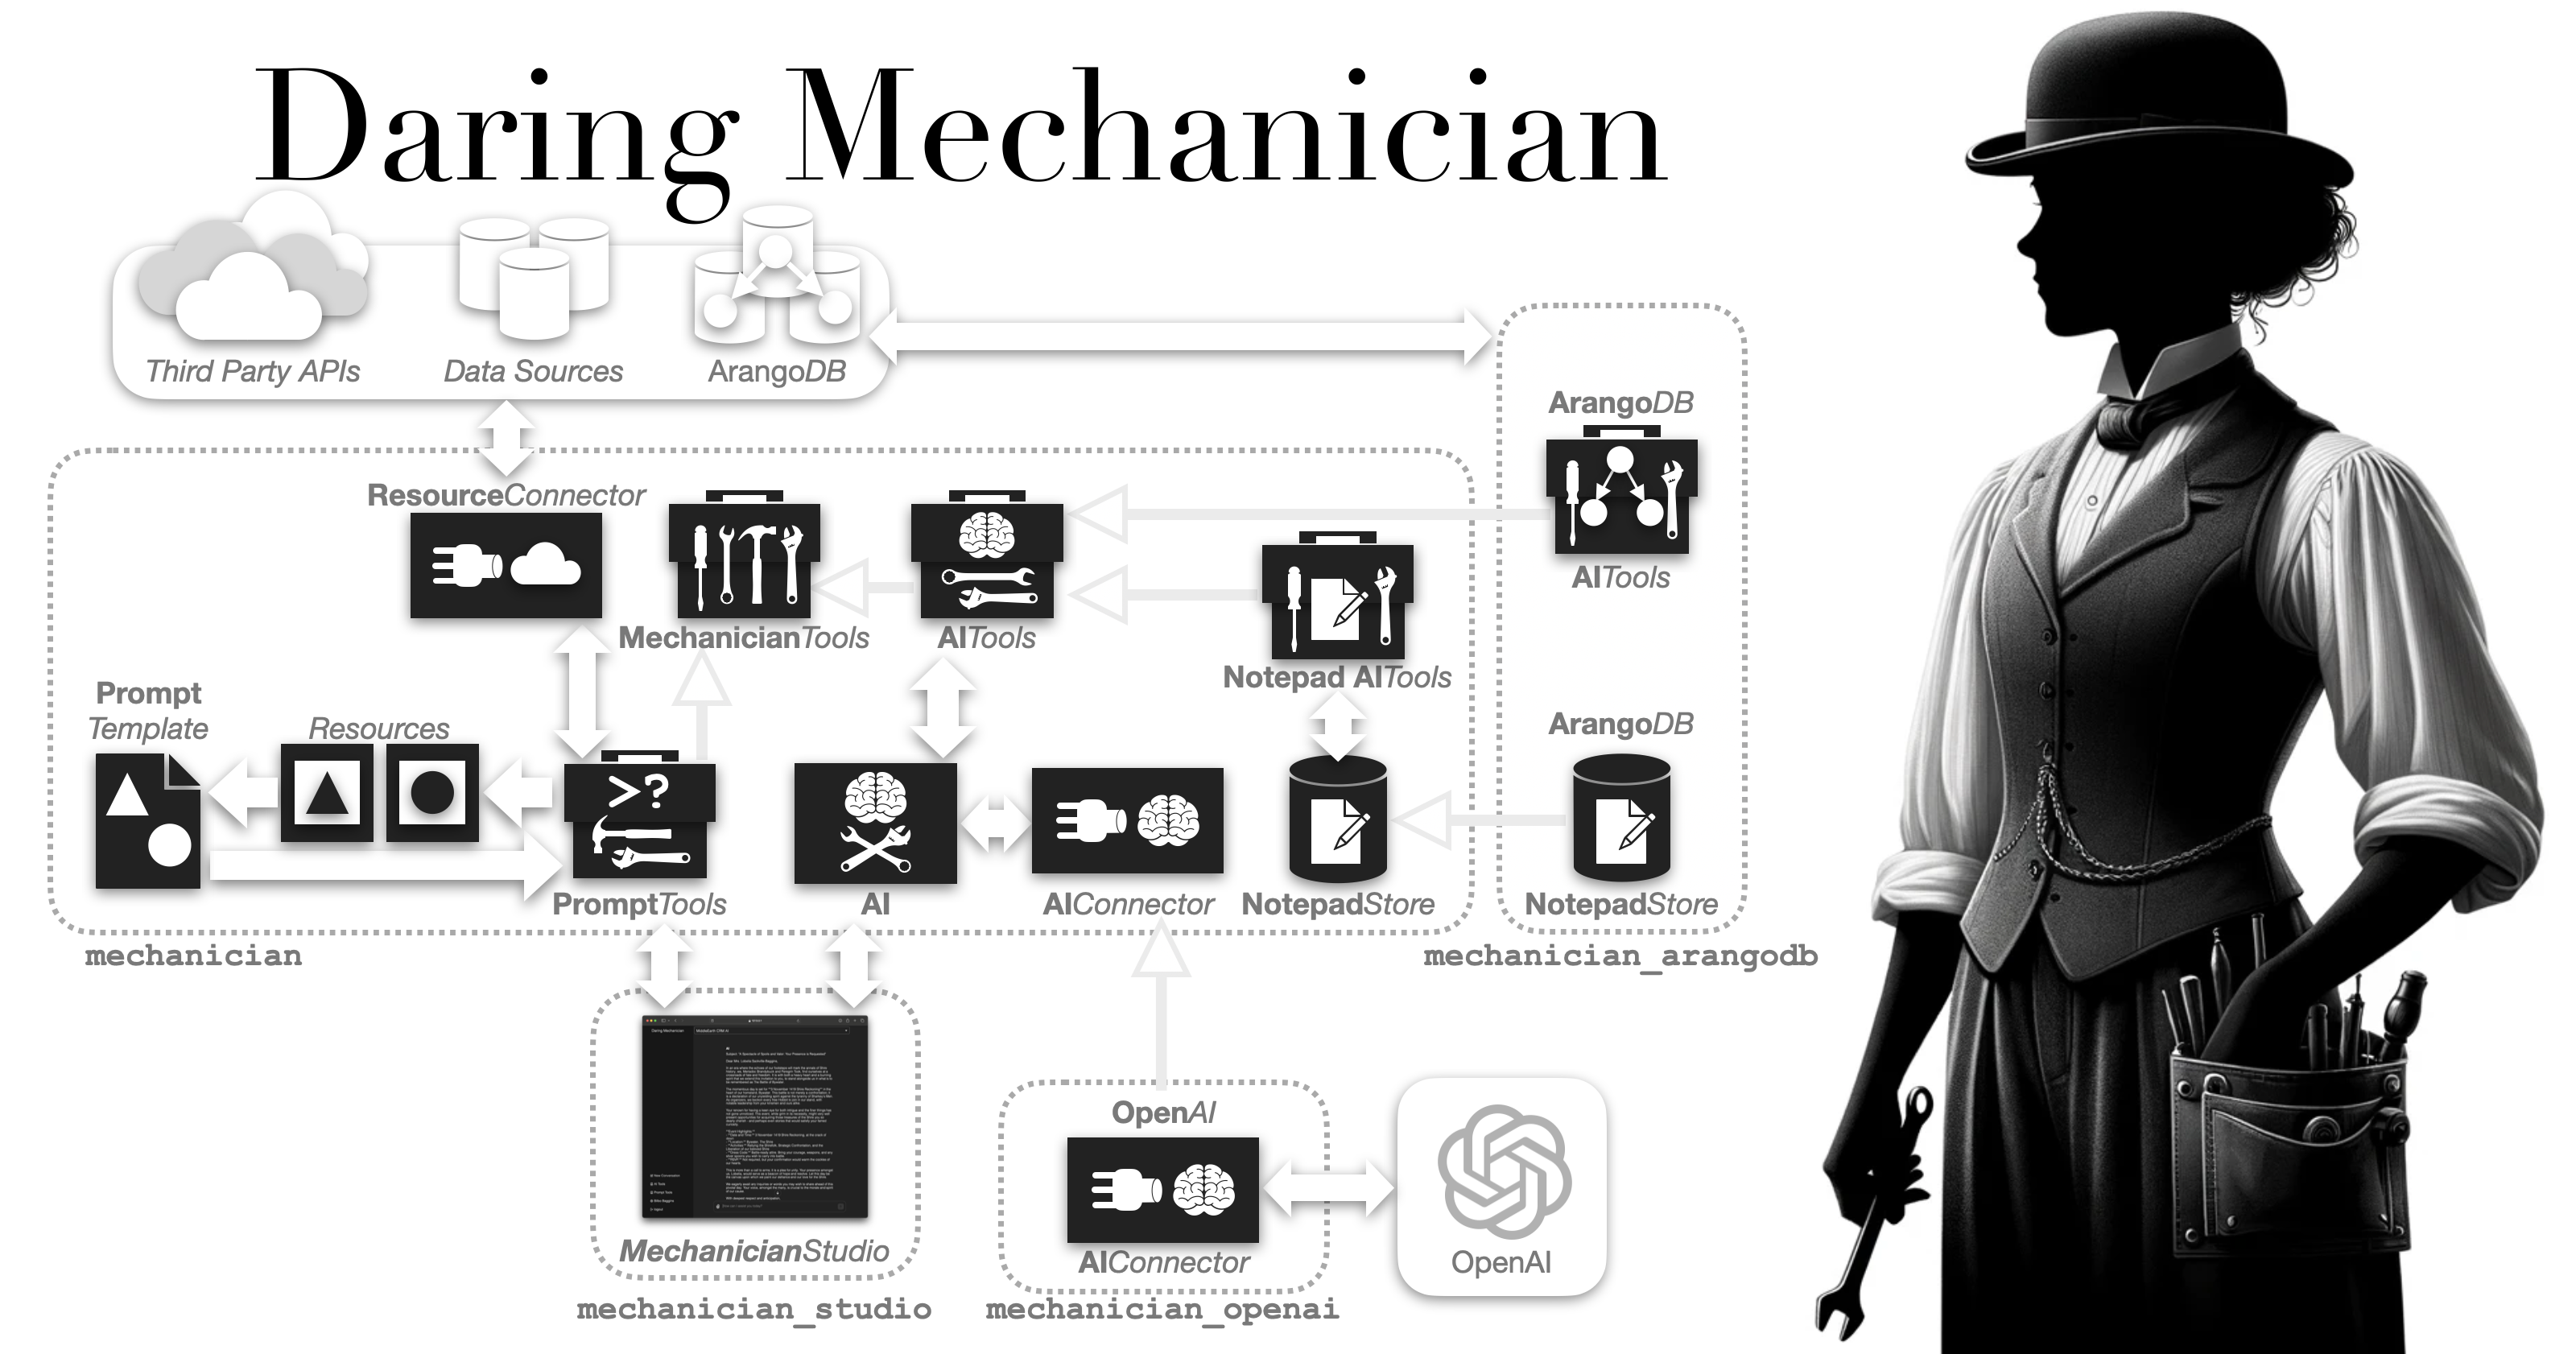 Daring Mechanician
Third Party APIs
Data Sources
ArangoDB
ResourceConnector
MechanicianTools
AITools
Notepad AITools
ArangoDB
AITools
Prompt
Template
Resources
PromptTools
AI
AIConnector
NotepadStore
ArangoDB
NotepadStore
mechanician
mechanician_arangodb
MechanicianStudio
mechanician_studio
OpenAI
AIConnector
mechanician_openai
OpenAI